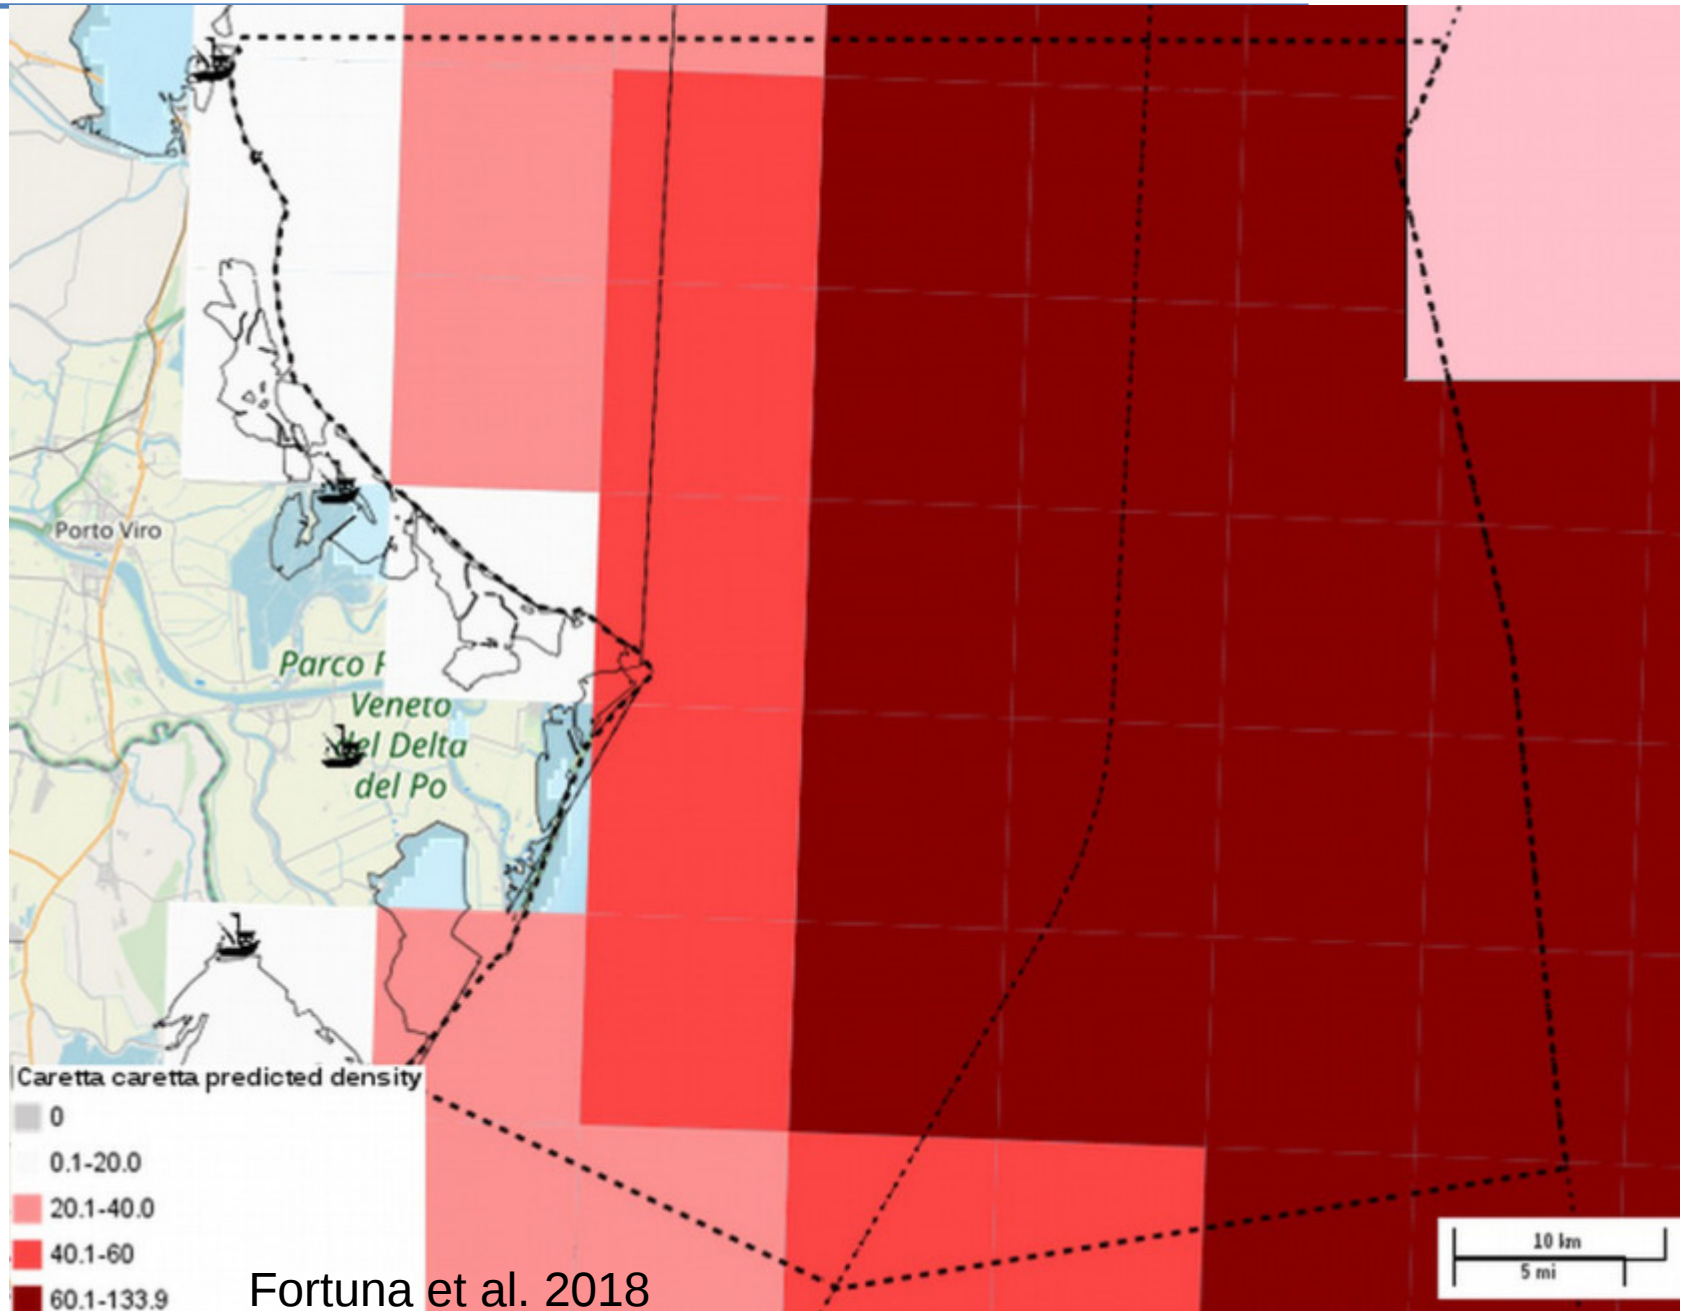 Porto Viro
Parco
Veneto
del Delta
del Po
Caretta caretta predicted density
0
0.1-20.0
20.1-40.0
40.1-60
60.1-133.9
Fortuna et al. 2018
10 km
5 mi